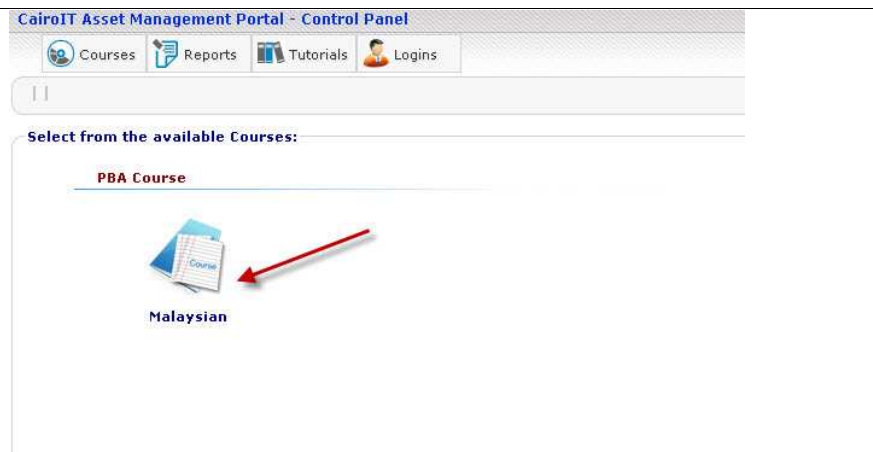 CairoIT Asset Management Portal - Control Panel
Courses Reports Tutorials Logins
Select from the available Courses:
PBA Course
Course
Malaysian